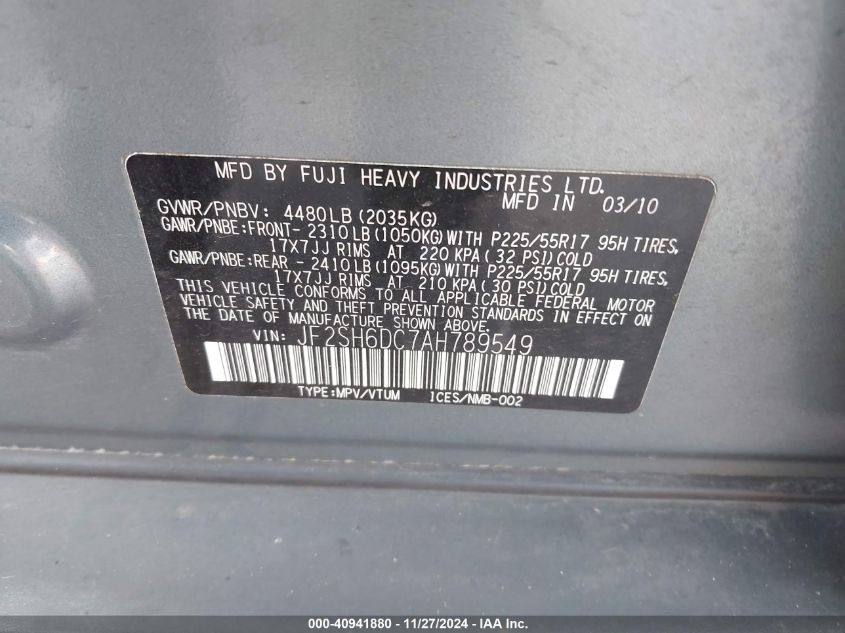 MFD BY FUJI HEAVY INDUSTRIES LTD.
MFD IN 03/10
GVWR/PNBV: 4480LB(2035KG)
GAWR/PNBE:FRONT- 2310LB(1050KG)WITH P225/55R17 95H TIRES,
17X7JJ RIMS AT 220 KPA( 32 PSI)COLD
GAWR/PNBE:REAR - 2410LB(1095KG)WITH P225/55R17 95H TIRES,
17X7JJ RIMS AT 210 KPA( 30 PSI)COLD
THIS VEHICLE CONFORMS TO ALL APPLICABLE FEDERAL MOTOR
VEHICLE SAFETY AND THEFT PREVENTION STANDARDS IN EFFECT ON
THE DATE OF MANUFACTURE SHOWN ABOVE.
VIN: JF2SH6DC7AH789549
TYPE:MPV/VTUM ICES/NMB-002
000-40941880 - 11/27/2024 - IAA Inc.